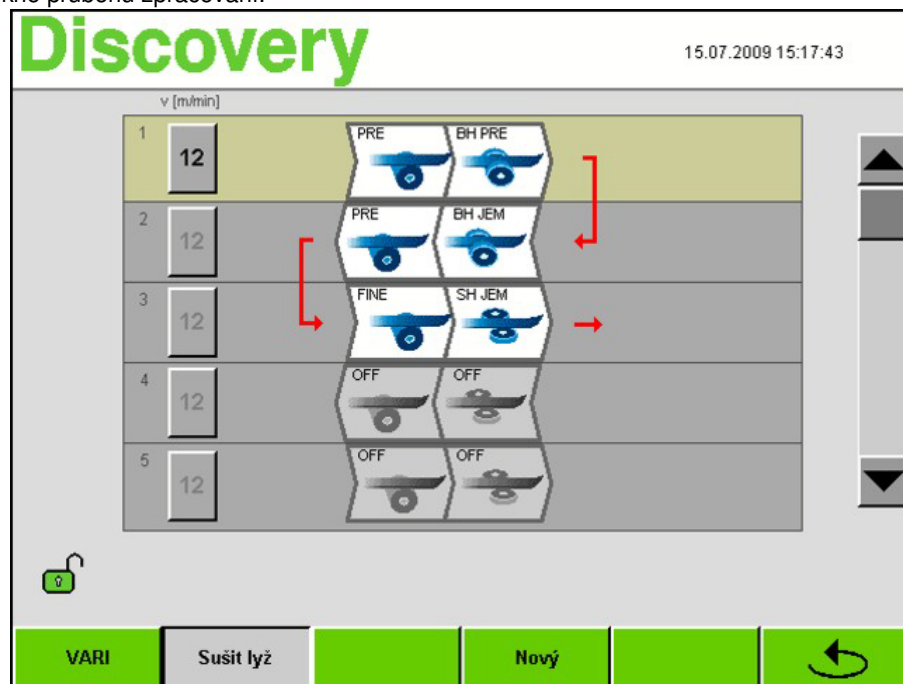 Discovery
15.07.2009 15:17:43
v [m/min]
1 12 PRE BH PRE
2 12 PRE BH JEM
3 12 FINE SH JEM
4 12 OFF OFF
5 12 OFF OFF
VARI Sušit lyž Nový